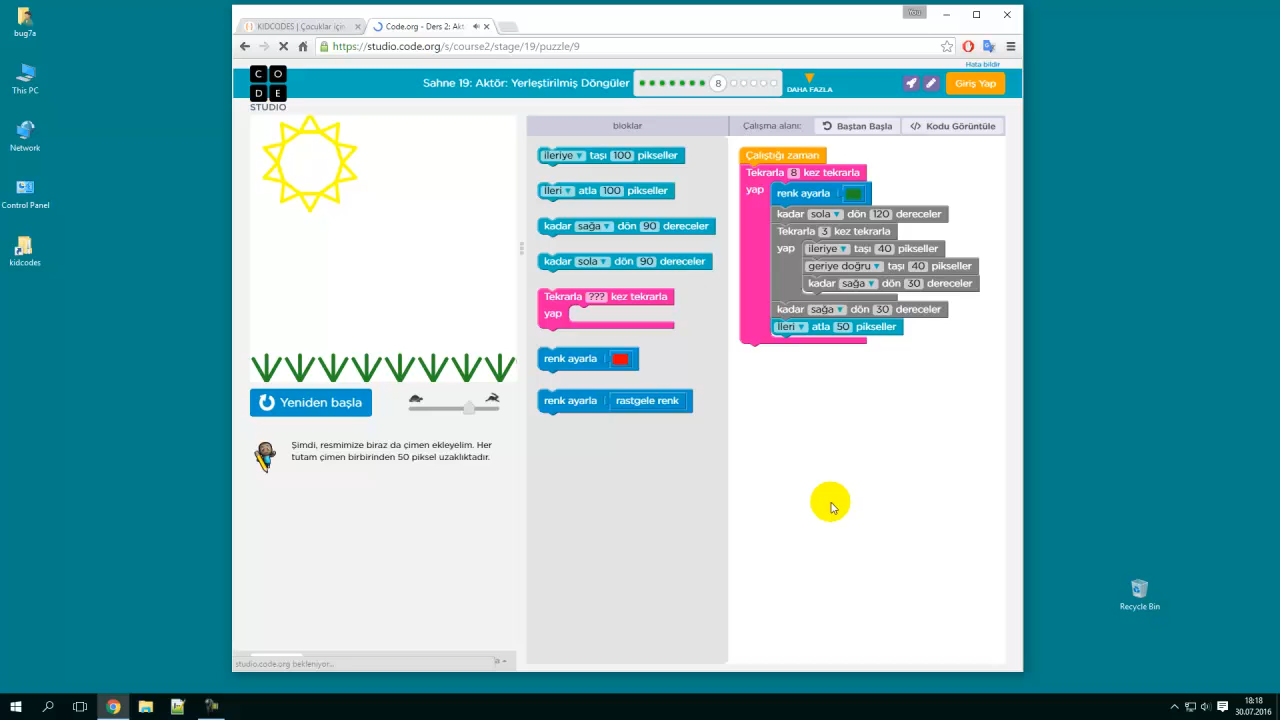 bug7a
This PC
Network
Control Panel
kidcodes
Recycle Bin
KIDCODES | Çocuklar için
Code.org - Ders 2: Akt
You
https://studio.code.org/s/course2/stage/19/puzzle/9
Hata bildir
C O
D E
STUDIO
Sahne 19: Aktör: Yerleştirilmiş Döngüler
8
DAHA FAZLA
Giriş Yap
bloklar
Çalışma alanı:
Baştan Başla
Kodu Görüntüle
ileriye taşı 100 pikseller
İleri atla 100 pikseller
kadar sağa dön 90 dereceler
kadar sola dön 90 dereceler
Tekrarla ??? kez tekrarla
yap
renk ayarla
renk ayarla rastgele renk
Çalıştığı zaman
Tekrarla 8 kez tekrarla
yap
renk ayarla
kadar sola dön 120 dereceler
Tekrarla 3 kez tekrarla
yap
ileriye taşı 40 pikseller
geriye doğru taşı 40 pikseller
kadar sağa dön 30 dereceler
kadar sağa dön 30 dereceler
İleri atla 50 pikseller
Yeniden başla
Şimdi, resmimize biraz da çimen ekleyelim. Her
tutam çimen birbirinden 50 piksel uzaklıktadır.
studio.code.org bekleniyor...
18:18
30.07.2016